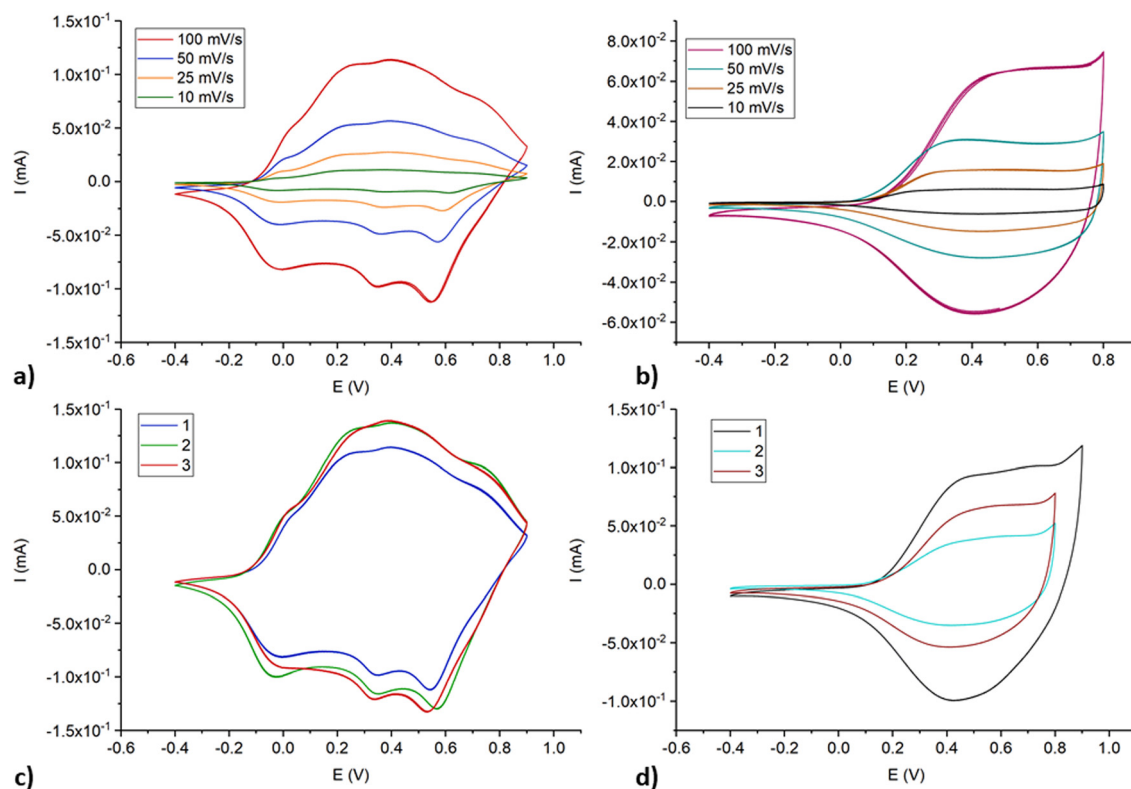 1.5x10⁻¹
1.0x10⁻¹
5.0x10⁻²
0.0
-5.0x10⁻²
-1.0x10⁻¹
-1.5x10⁻¹
I (mA)
100 mV/s
50 mV/s
25 mV/s
10 mV/s
-0.6 -0.4 -0.2 0.0 0.2 0.4 0.6 0.8 1.0
E (V)
a)
8.0x10⁻²
6.0x10⁻²
4.0x10⁻²
2.0x10⁻²
0.0
-2.0x10⁻²
-4.0x10⁻²
-6.0x10⁻²
I (mA)
100 mV/s
50 mV/s
25 mV/s
10 mV/s
-0.4 -0.2 0.0 0.2 0.4 0.6 0.8
E (V)
b)
1.5x10⁻¹
1.0x10⁻¹
5.0x10⁻²
0.0
-5.0x10⁻²
-1.0x10⁻¹
-1.5x10⁻¹
I (mA)
1
2
3
-0.6 -0.4 -0.2 0.0 0.2 0.4 0.6 0.8 1.0
E (V)
c)
1.5x10⁻¹
1.0x10⁻¹
5.0x10⁻²
0.0
-5.0x10⁻²
-1.0x10⁻¹
I (mA)
1
2
3
-0.6 -0.4 -0.2 0.0 0.2 0.4 0.6 0.8 1.0
E (V)
d)